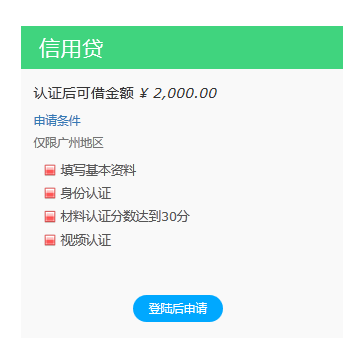 信用贷
认证后可借金额 ¥ 2,000.00
申请条件
仅限广州地区
填写基本资料
身份认证
材料认证分数达到30分
视频认证
登陆后申请